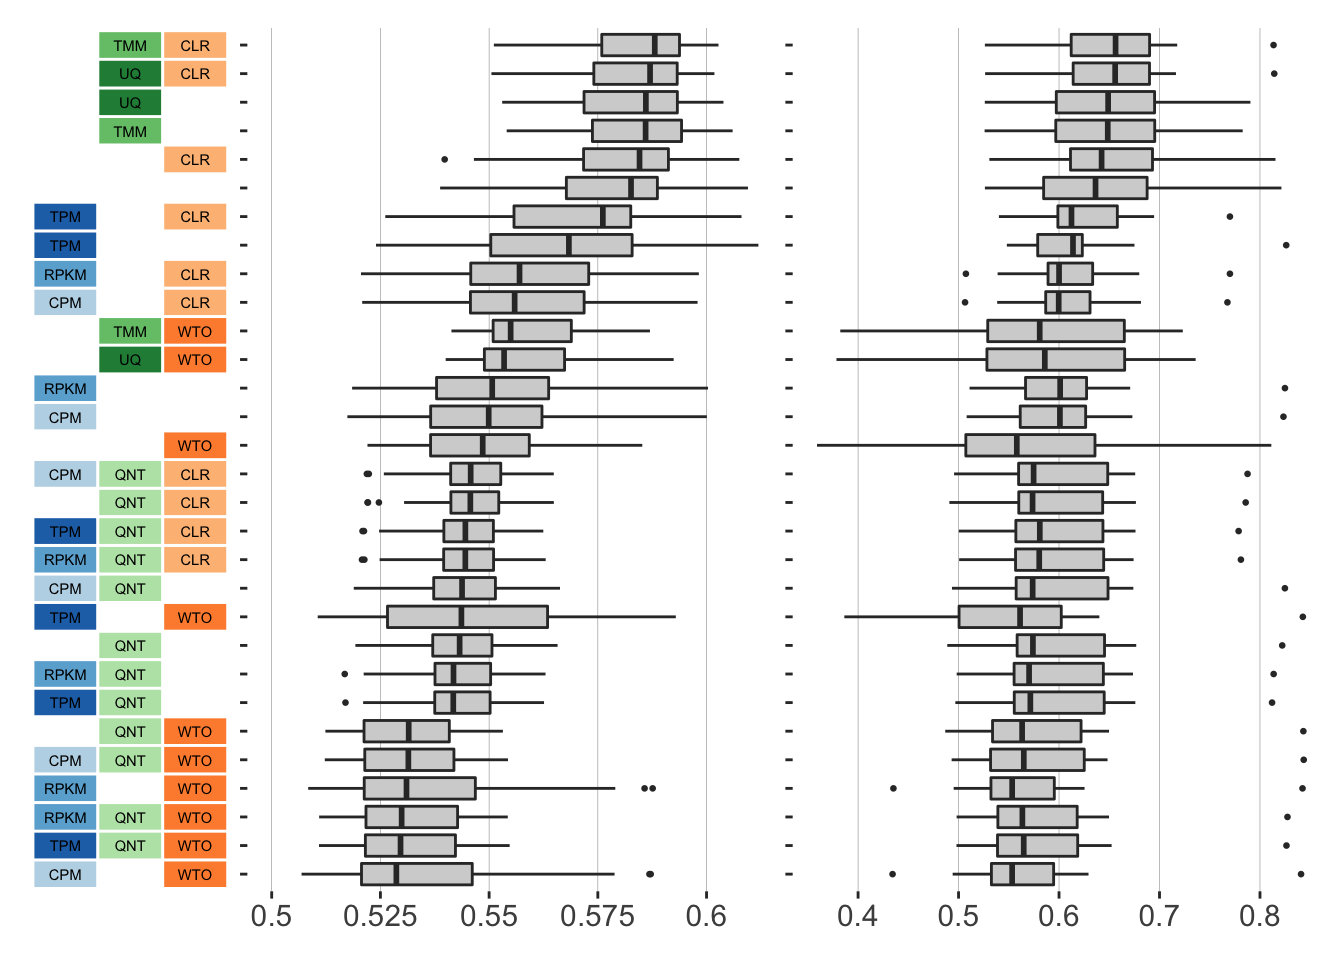 TMM CLR
UQ CLR
UQ
TMM
CLR
TPM CLR
TPM
RPKM CLR
CPM CLR
TMM WTO
UQ WTO
RPKM
CPM
WTO
CPM QNT CLR
QNT CLR
TPM QNT CLR
RPKM QNT CLR
CPM QNT
TPM WTO
QNT
RPKM QNT
TPM QNT
QNT WTO
CPM QNT WTO
RPKM WTO
RPKM QNT WTO
TPM QNT WTO
CPM WTO
0.5 0.525 0.55 0.575 0.6 0.4 0.5 0.6 0.7 0.8